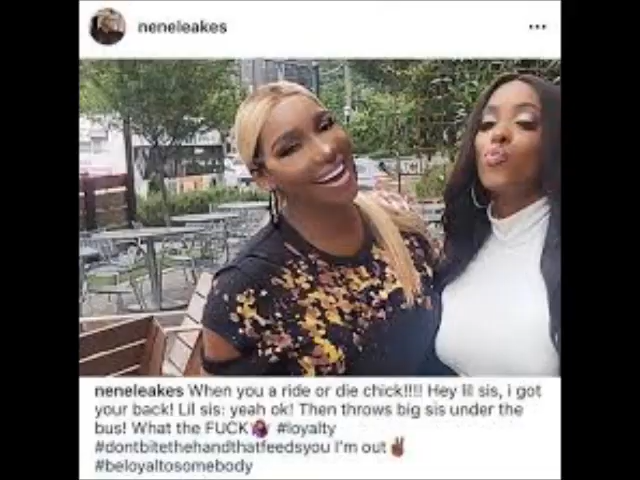 neneleakes
neneleakes When you a ride or die chick!!!! Hey lil sis, i got
your back! Lil sis: yeah ok! Then throws big sis under the
bus! What the FUCK🤷🏾‍♀️ #loyalty
#dontbitethehandthatfeedsyou I'm out✌🏾
#beloyaltosomebody